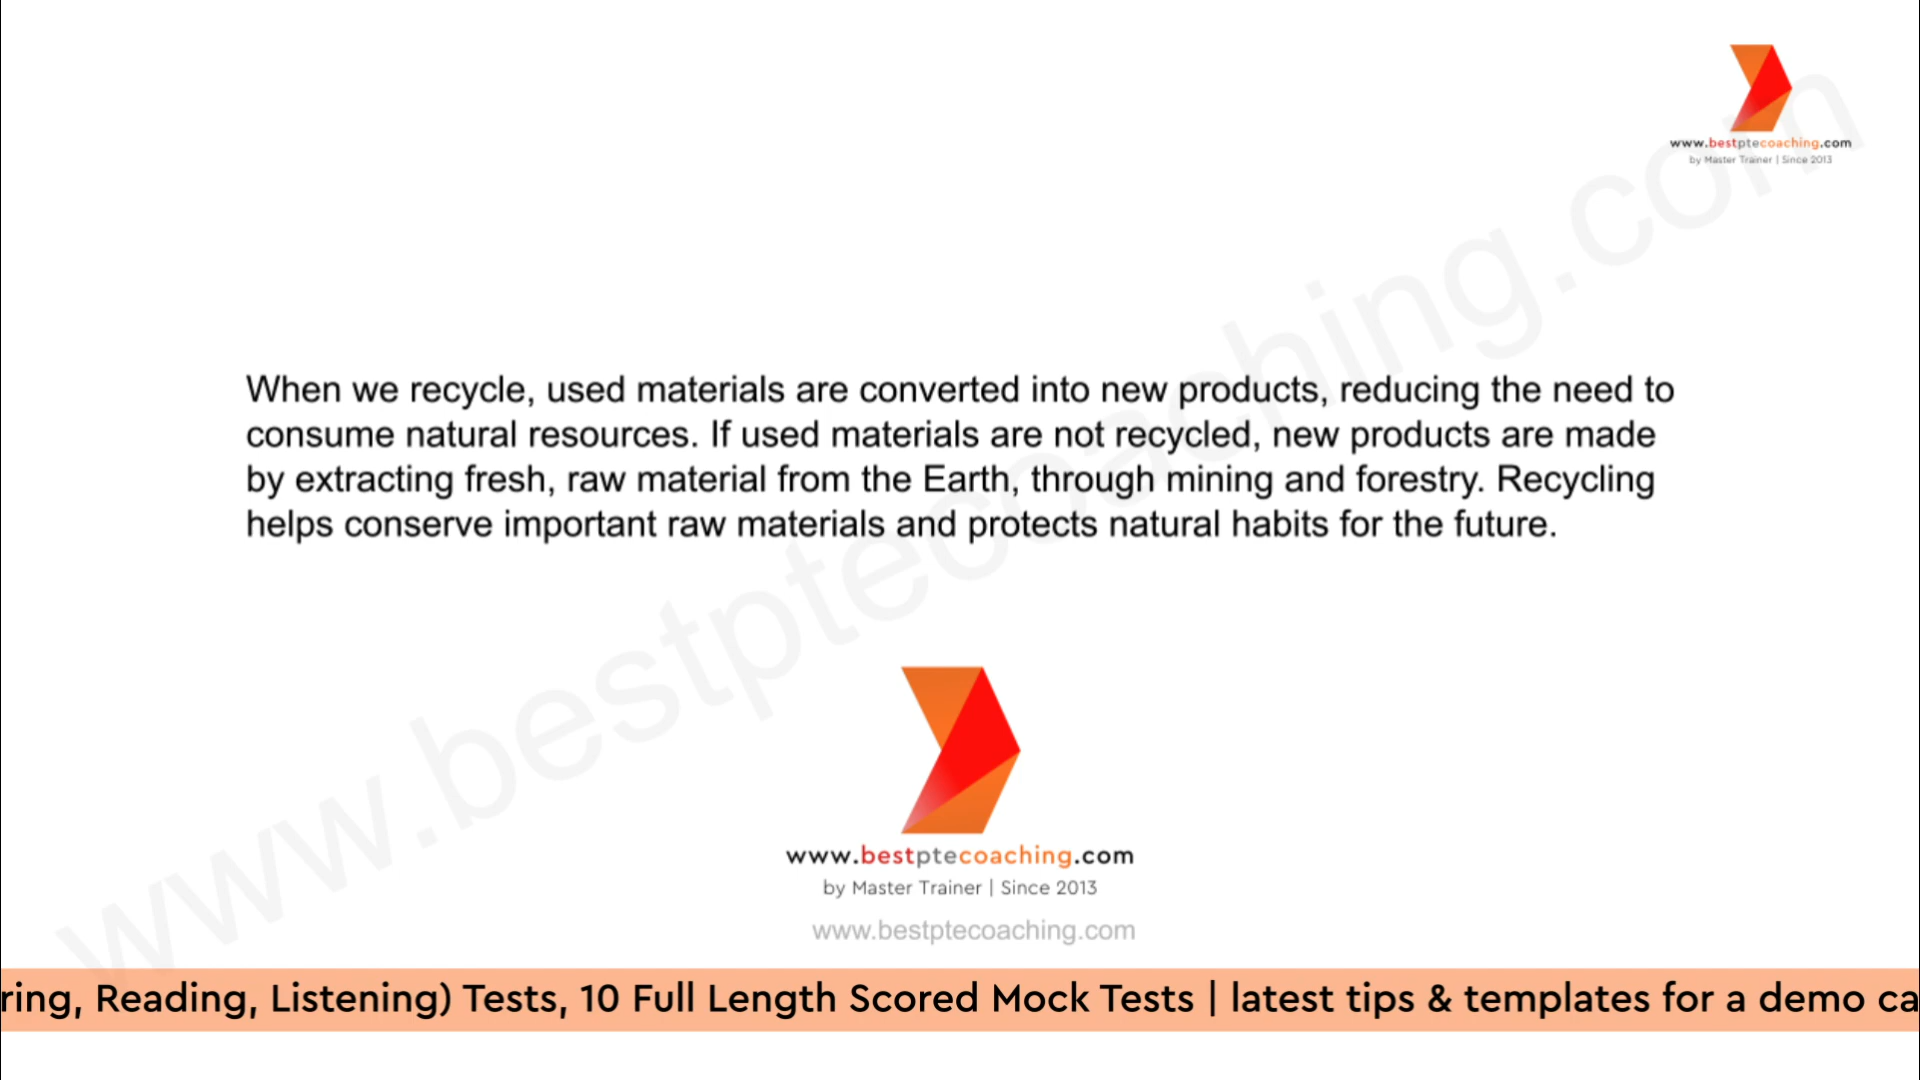 www.bestptecoaching.com
by Master Trainer | Since 2013
When we recycle, used materials are converted into new products, reducing the need to
consume natural resources. If used materials are not recycled, new products are made
by extracting fresh, raw material from the Earth, through mining and forestry. Recycling
helps conserve important raw materials and protects natural habits for the future.
www.bestptecoaching.com
www.bestptecoaching.com
by Master Trainer | Since 2013
www.bestptecoaching.com
ring, Reading, Listening) Tests, 10 Full Length Scored Mock Tests | latest tips & templates for a demo ca